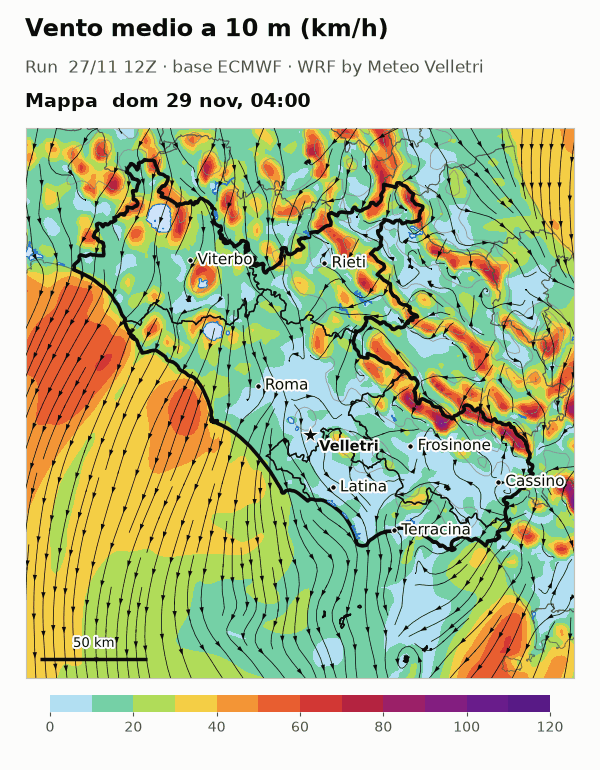 Vento medio a 10 m (km/h)
Run  27/11 12Z · base ECMWF · WRF by Meteo Velletri
Mappa  dom 29 nov, 04:00
Viterbo
Rieti
Roma
Velletri
Frosinone
Latina
Cassino
Terracina
50 km
0 20 40 60 80 100 120